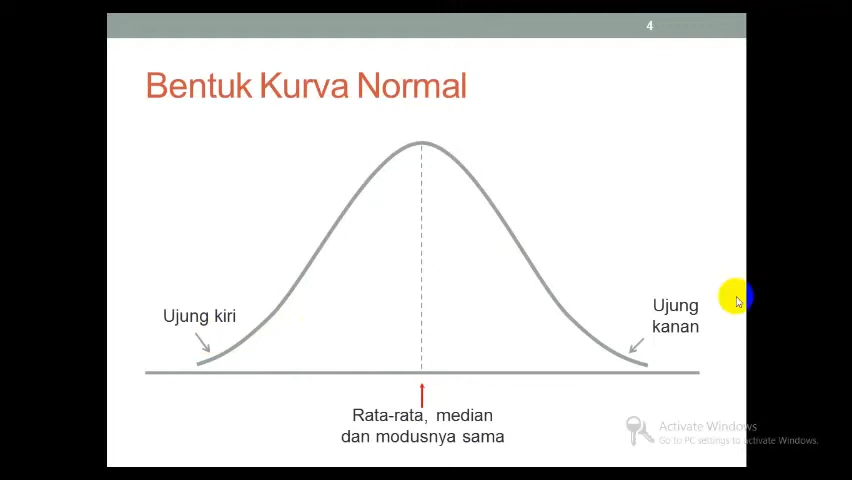 4
Bentuk Kurva Normal
Ujung kiri
Ujung
kanan
Rata-rata, median
dan modusnya sama
Activate Windows
Go to PC settings to activate Windows.